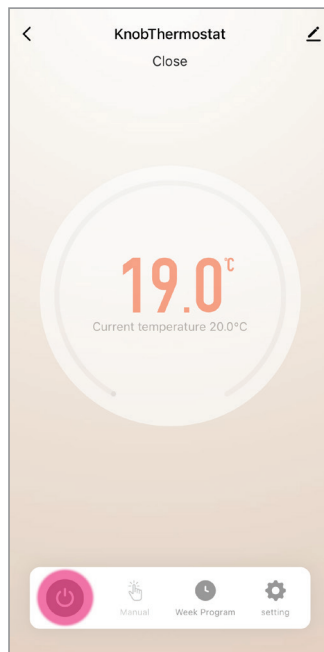 KnobThermostat
Close
19.0℃
Current temperature 20.0°C
Manual
Week Program
setting